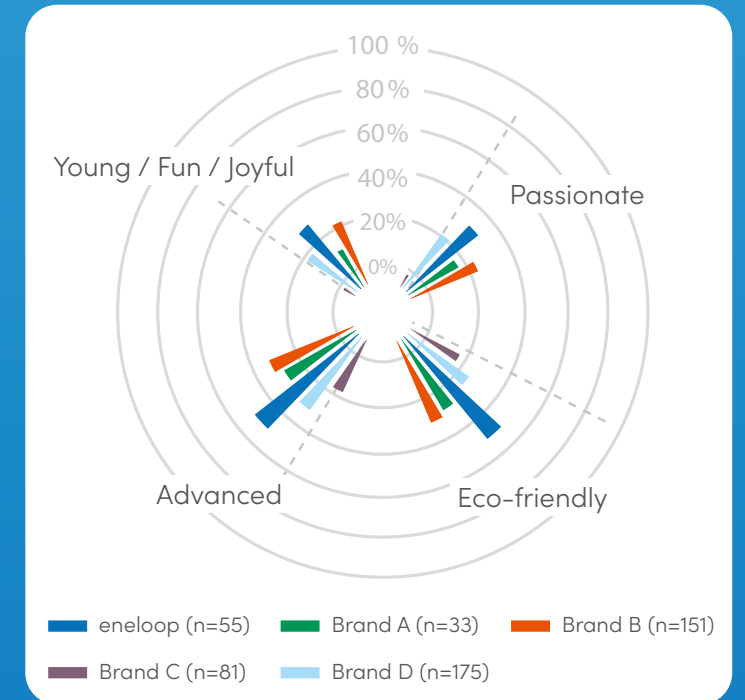 100 %
80%
60%
40%
20%
0%
Young / Fun / Joyful
Passionate
Advanced
Eco-friendly
eneloop (n=55) Brand A (n=33) Brand B (n=151)
Brand C (n=81) Brand D (n=175)